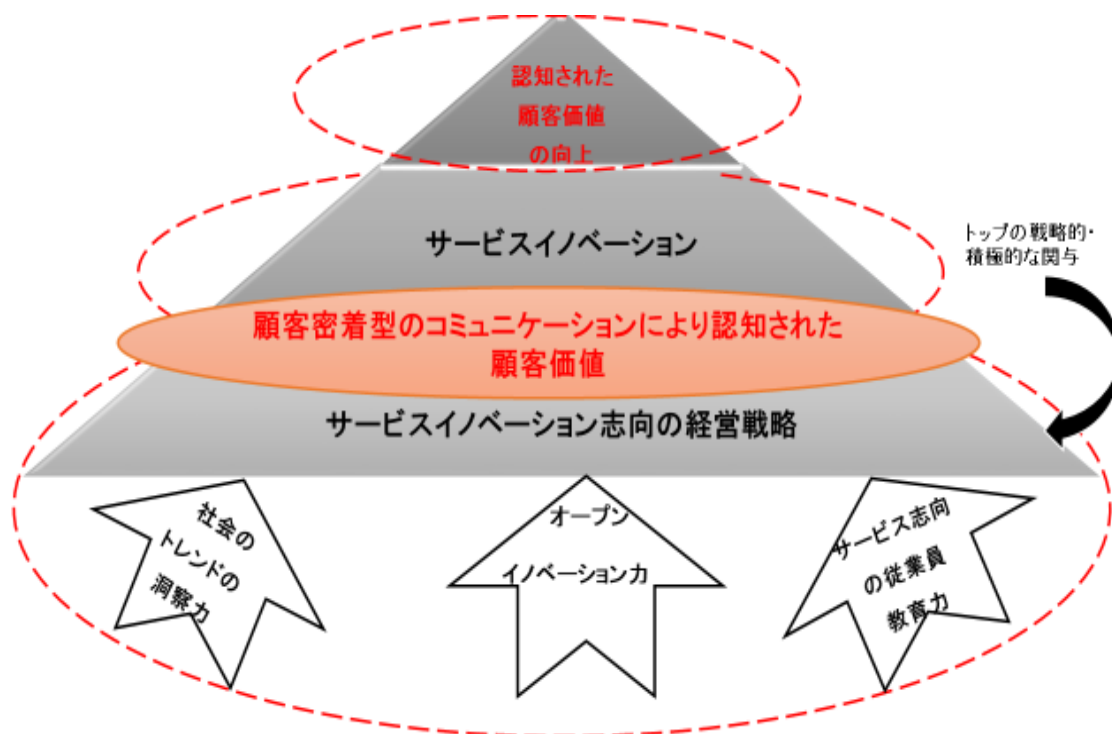 認知された
顧客価値
の向上
サービスイノベーション
トップの戦略的・
積極的な関与
顧客密着型のコミュニケーションにより認知された
顧客価値
サービスイノベーション志向の経営戦略
社会の
トレンドの
洞察力
オープン
イノベーション力
サービス志向
の従業員
教育力